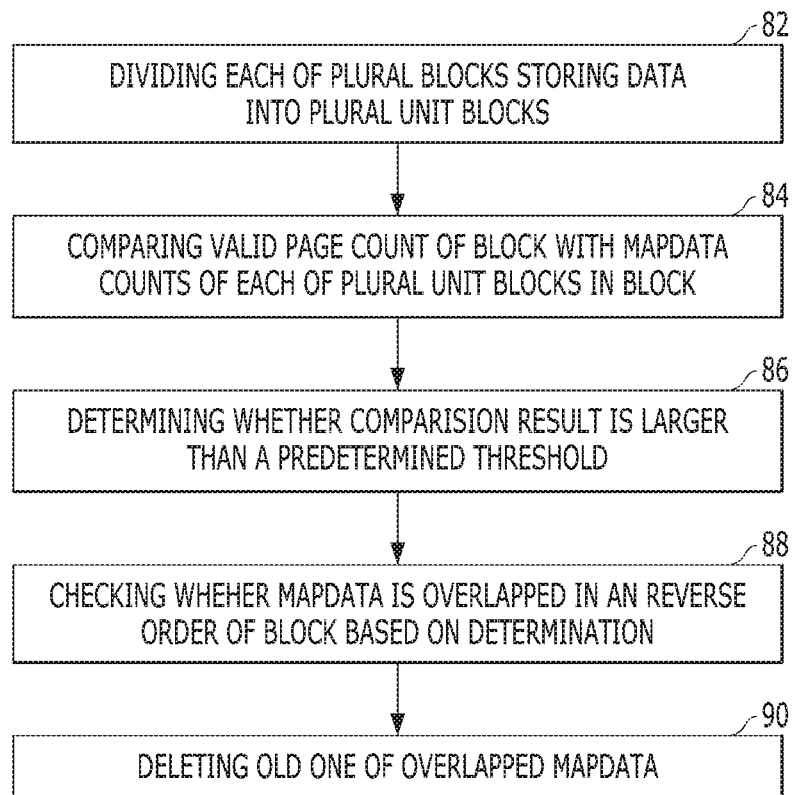 82
DIVIDING EACH OF PLURAL BLOCKS STORING DATA
INTO PLURAL UNIT BLOCKS
84
COMPARING VALID PAGE COUNT OF BLOCK WITH MAPDATA
COUNTS OF EACH OF PLURAL UNIT BLOCKS IN BLOCK
86
DETERMINING WHETHER COMPARISION RESULT IS LARGER
THAN A PREDETERMINED THRESHOLD
88
CHECKING WHEHER MAPDATA IS OVERLAPPED IN AN REVERSE
ORDER OF BLOCK BASED ON DETERMINATION
90
DELETING OLD ONE OF OVERLAPPED MAPDATA